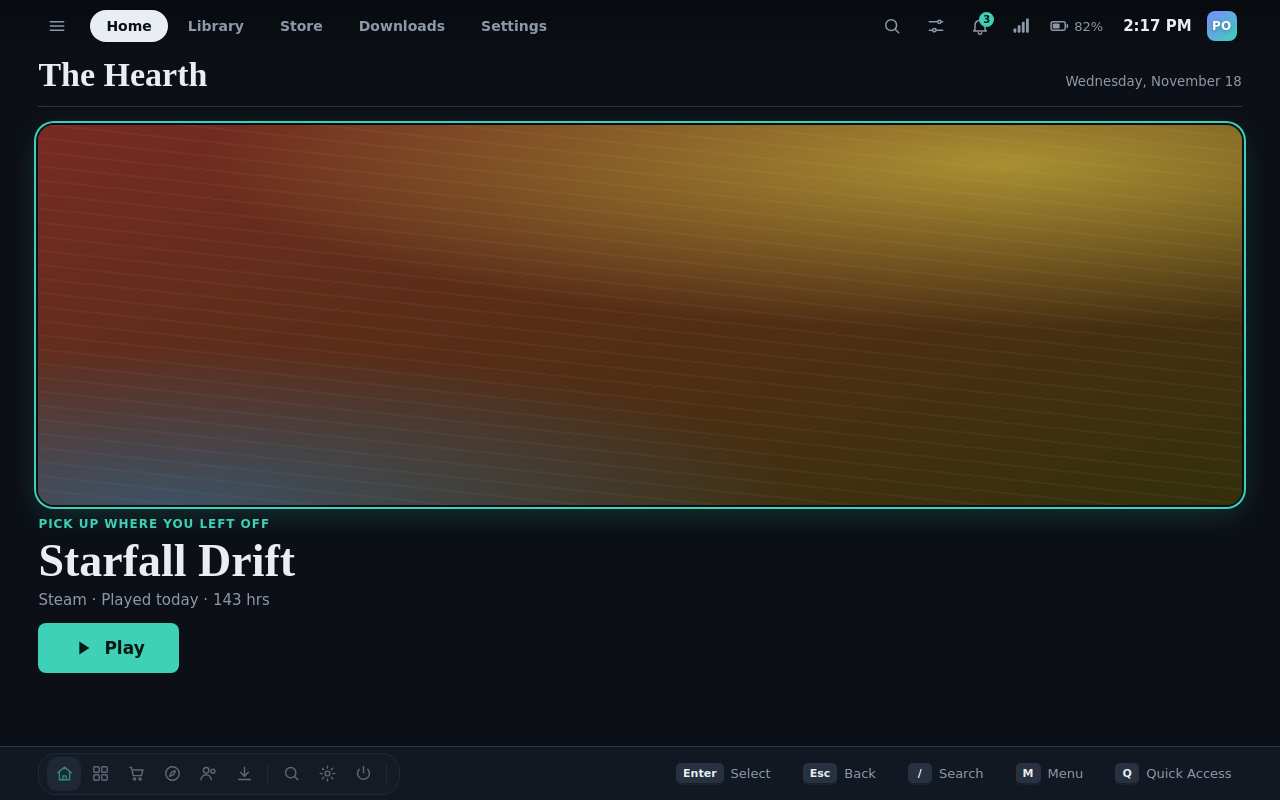 Home Library Store Downloads Settings 3 82% 2:17 PM PO
The Hearth Wednesday, November 18
PICK UP WHERE YOU LEFT OFF
Starfall Drift
Steam · Played today · 143 hrs
Play
Enter Select Esc Back / Search M Menu Q Quick Access